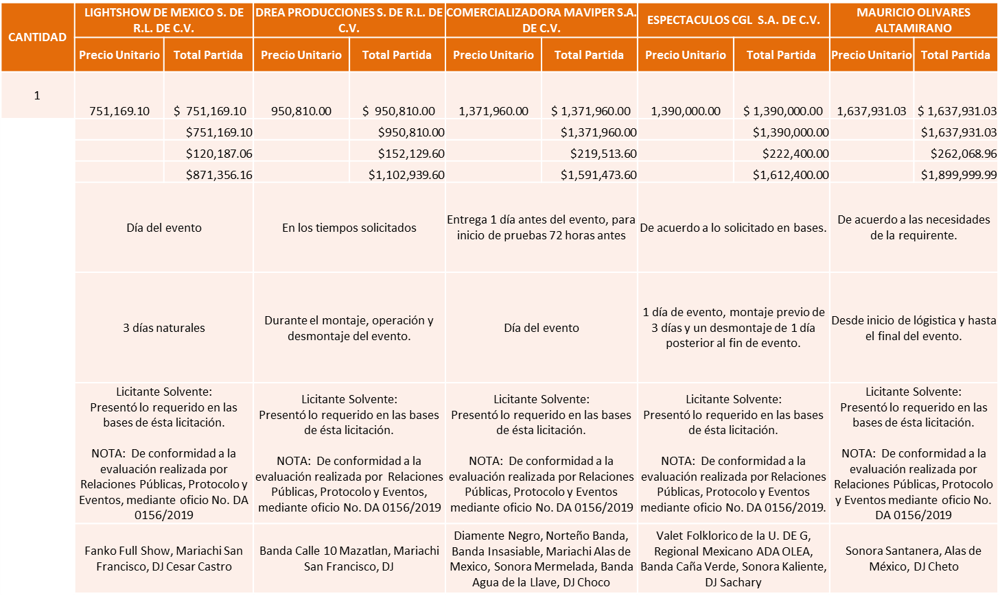 CANTIDAD
LIGHTSHOW DE MEXICO S. DE
R.L. DE C.V.
DREA PRODUCCIONES S. DE R.L. DE
C.V.
COMERCIALIZADORA MAVIPER S.A.
DE C.V.
ESPECTACULOS CGL  S.A. DE C.V.
MAURICIO OLIVARES
ALTAMIRANO
Precio Unitario Total Partida Precio Unitario Total Partida Precio Unitario Total Partida Precio Unitario Total Partida Precio Unitario Total Partida
1
751,169.10 $ 751,169.10 950,810.00 $ 950,810.00 1,371,960.00 $ 1,371,960.00 1,390,000.00 $ 1,390,000.00 1,637,931.03 $ 1,637,931.03
$751,169.10 $950,810.00 $1,371,960.00 $1,390,000.00 $1,637,931.03
$120,187.06 $152,129.60 $219,513.60 $222,400.00 $262,068.96
$871,356.16 $1,102,939.60 $1,591,473.60 $1,612,400.00 $1,899,999.99
Día del evento
En los tiempos solicitados
Entrega 1 día antes del evento, para
inicio de pruebas 72 horas antes
De acuerdo a lo solicitado en bases.
De acuerdo a las necesidades
de la requirente.
3 días naturales
Durante el montaje, operación y
desmontaje del evento.
Día del evento
1 día de evento, montaje previo de
3 días y un desmontaje de 1 día
posterior al fin de evento.
Desde inicio de lógistica y hasta
el final del evento.
Licitante Solvente:
Presentó lo requerido en las
bases de ésta licitación.
NOTA:  De conformidad a la
evaluación realizada por
Relaciones Públicas, Protocolo y
Eventos, mediante oficio No. DA
0156/2019
Licitante Solvente:
Presentó lo requerido en las bases
de ésta licitación.
NOTA:  De conformidad a la
evaluación realizada por  Relaciones
Públicas, Protocolo y Eventos,
mediante oficio No. DA 0156/2019
Licitante Solvente:
Presentó lo requerido en las bases
de ésta licitación.
NOTA:  De conformidad a la
evaluación realizada por Relaciones
Públicas, Protocolo y Eventos
mediante oficio No. DA 0156/2019
Licitante Solvente:
Presentó lo requerido en las bases
de ésta licitación.
NOTA:  De conformidad a la
evaluación realizada por Relaciones
Públicas, Protocolo y Eventos
mediante oficio No. DA 0156/2019.
Licitante Solvente:
Presentó lo requerido en las
bases de ésta licitación.
NOTA:  De conformidad a la
evaluación realizada por
Relaciones Públicas, Protocolo
y Eventos mediante oficio No.
DA 0156/2019
Fanko Full Show, Mariachi San
Francisco, DJ Cesar Castro
Banda Calle 10 Mazatlan, Mariachi
San Francisco, DJ
Diamente Negro, Norteño Banda,
Banda Insasiable, Mariachi Alas de
Mexico, Sonora Mermelada, Banda
Agua de la Llave, DJ Choco
Valet Folklorico de la U. DE G,
Regional Mexicano ADA OLEA,
Banda Caña Verde, Sonora Kaliente,
DJ Sachary
Sonora Santanera, Alas de
México, DJ Cheto